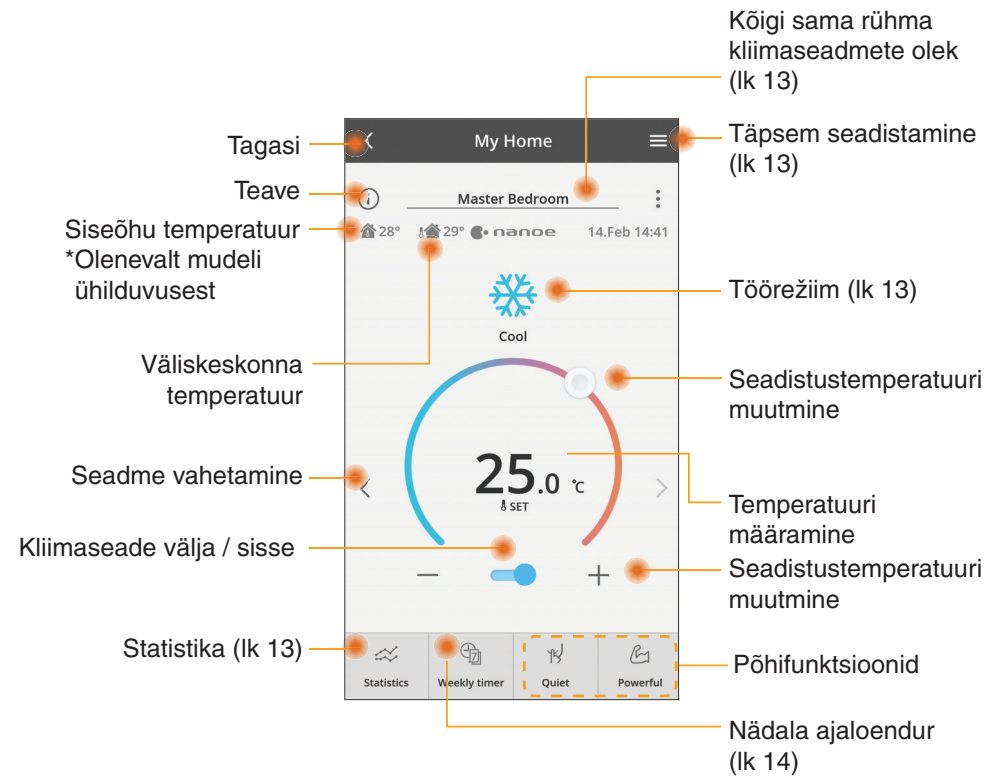 Kõigi sama rühma
kliimaseadmete olek
(lk 13)
Tagasi
My Home
Täpsem seadistamine
(lk 13)
Teave
Master Bedroom
Siseõhu temperatuur
*Olenevalt mudeli
ühilduvusest
28°
29°
nanoe
14.Feb 14:41
Töörežiim (lk 13)
Cool
Väliskeskonna
temperatuur
Seadistustemperatuuri
muutmine
Seadme vahetamine
25.0 °C
SET
Temperatuuri
määramine
Kliimaseade välja / sisse
Seadistustemperatuuri
muutmine
Statistika (lk 13)
7
Statistics
Weekly timer
Quiet
Powerful
Põhifunktsioonid
Nädala ajaloendur
(lk 14)